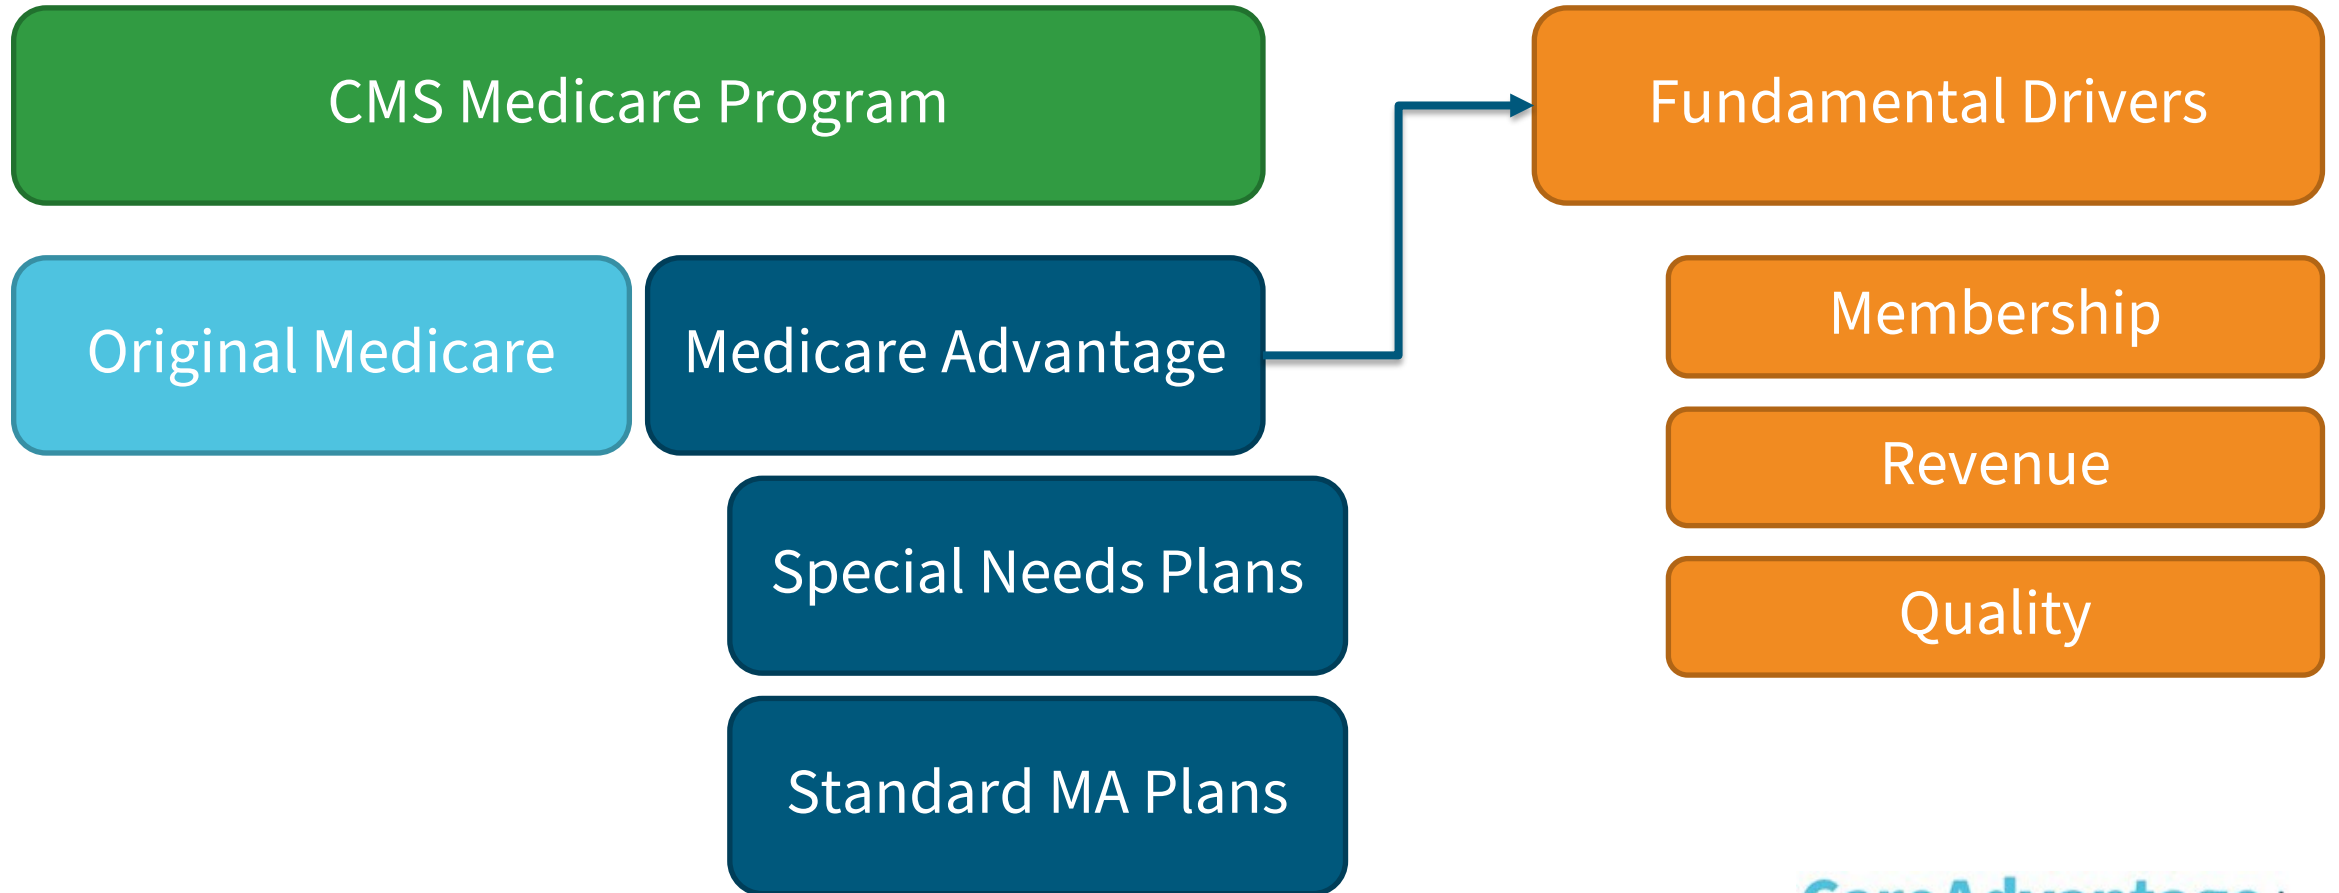 CMS Medicare Program
Fundamental Drivers
Original Medicare
Medicare Advantage
Membership
Revenue
Special Needs Plans
Quality
Standard MA Plans